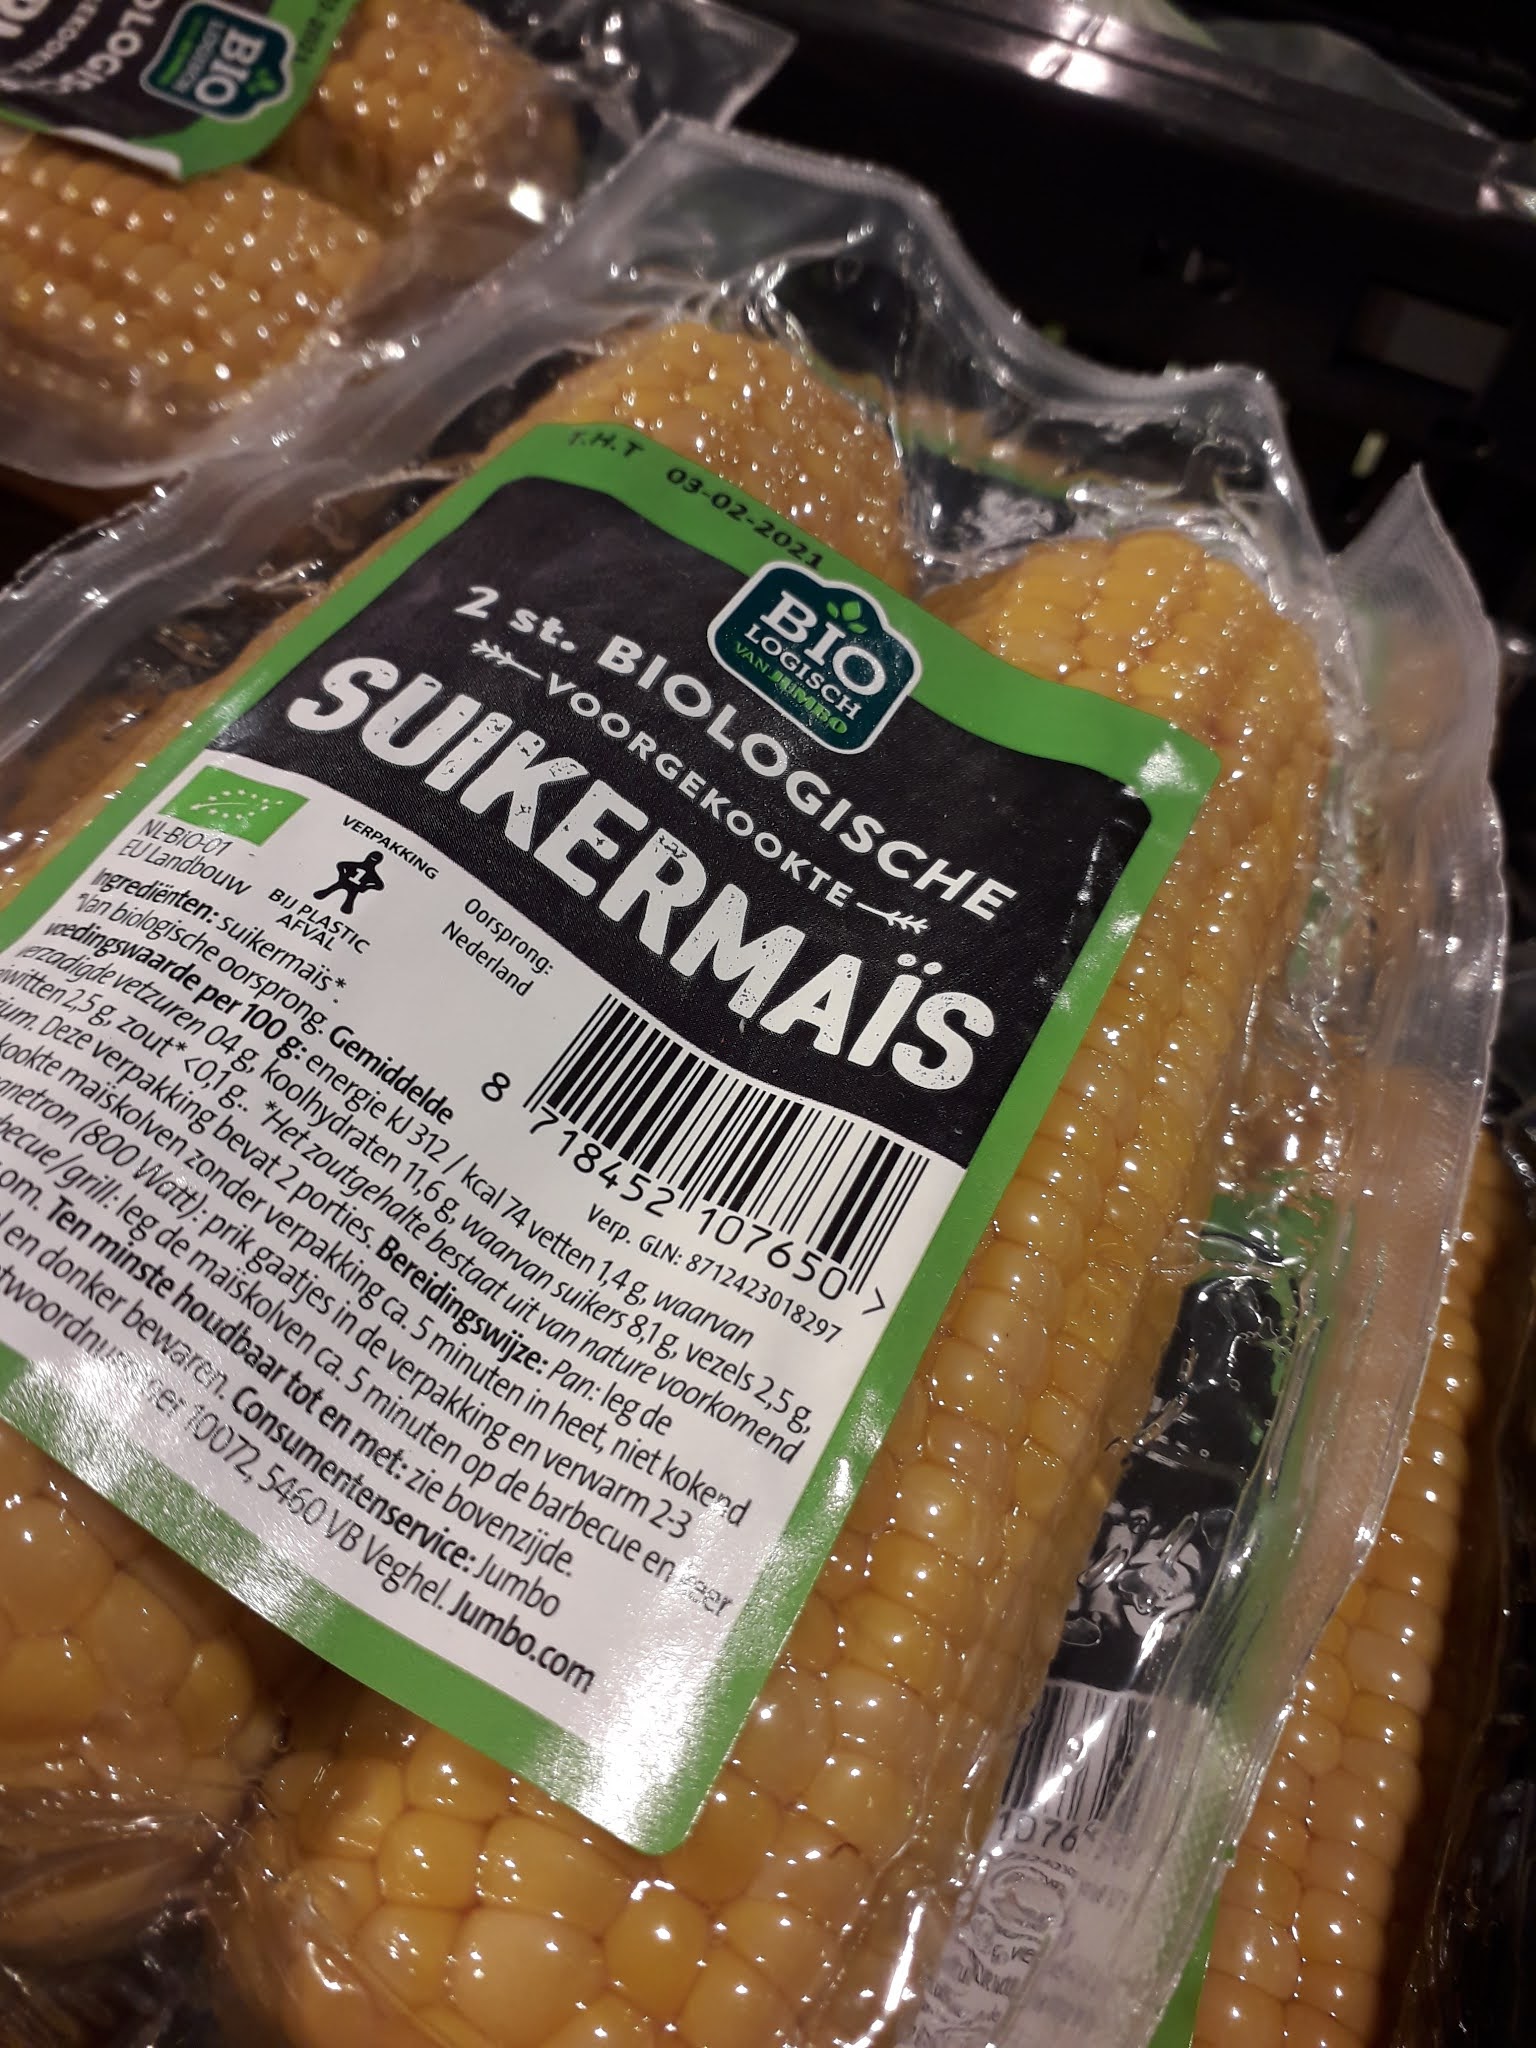 BIO
LOGISCH
T.H.T 03-02-2021
BIO
LOGISCH
VAN JUMBO
2 st. BIOLOGISCHE
VOORGEKOOKTE
SUIKERMAÏS
NL-BIO-01
EU Landbouw
VERPAKKING
1
BIJ PLASTIC
AFVAL
Oorsprong:
Nederland
8 718452 107650 >
Verp. GLN: 8712423018297
Ingrediënten: suikermaïs*.
*Van biologische oorsprong. Gemiddelde
voedingswaarde per 100 g: energie kJ 312 / kcal 74 vetten 1,4 g, waarvan
verzadigde vetzuren 04 g, koolhydraten 11,6 g, waarvan suikers 8,1 g, vezels 2,5 g,
2,5 g, zout* <0,1 g.. *Het zoutgehalte bestaat uit van nature voorkomend
Deze verpakking bevat 2 porties. Bereidingswijze: Pan: leg de
maïskolven zonder verpakking ca. 5 minuten in heet, niet kokend
(800 Watt): prik gaatjes in de verpakking en verwarm 2-3
leg de maïskolven ca. 5 minuten op de barbecue en keer
om. Ten minste houdbaar tot en met: zie bovenzijde.
en donker bewaren. Consumentenservice: Jumbo
10072, 5460 VB Veghel. Jumbo.com